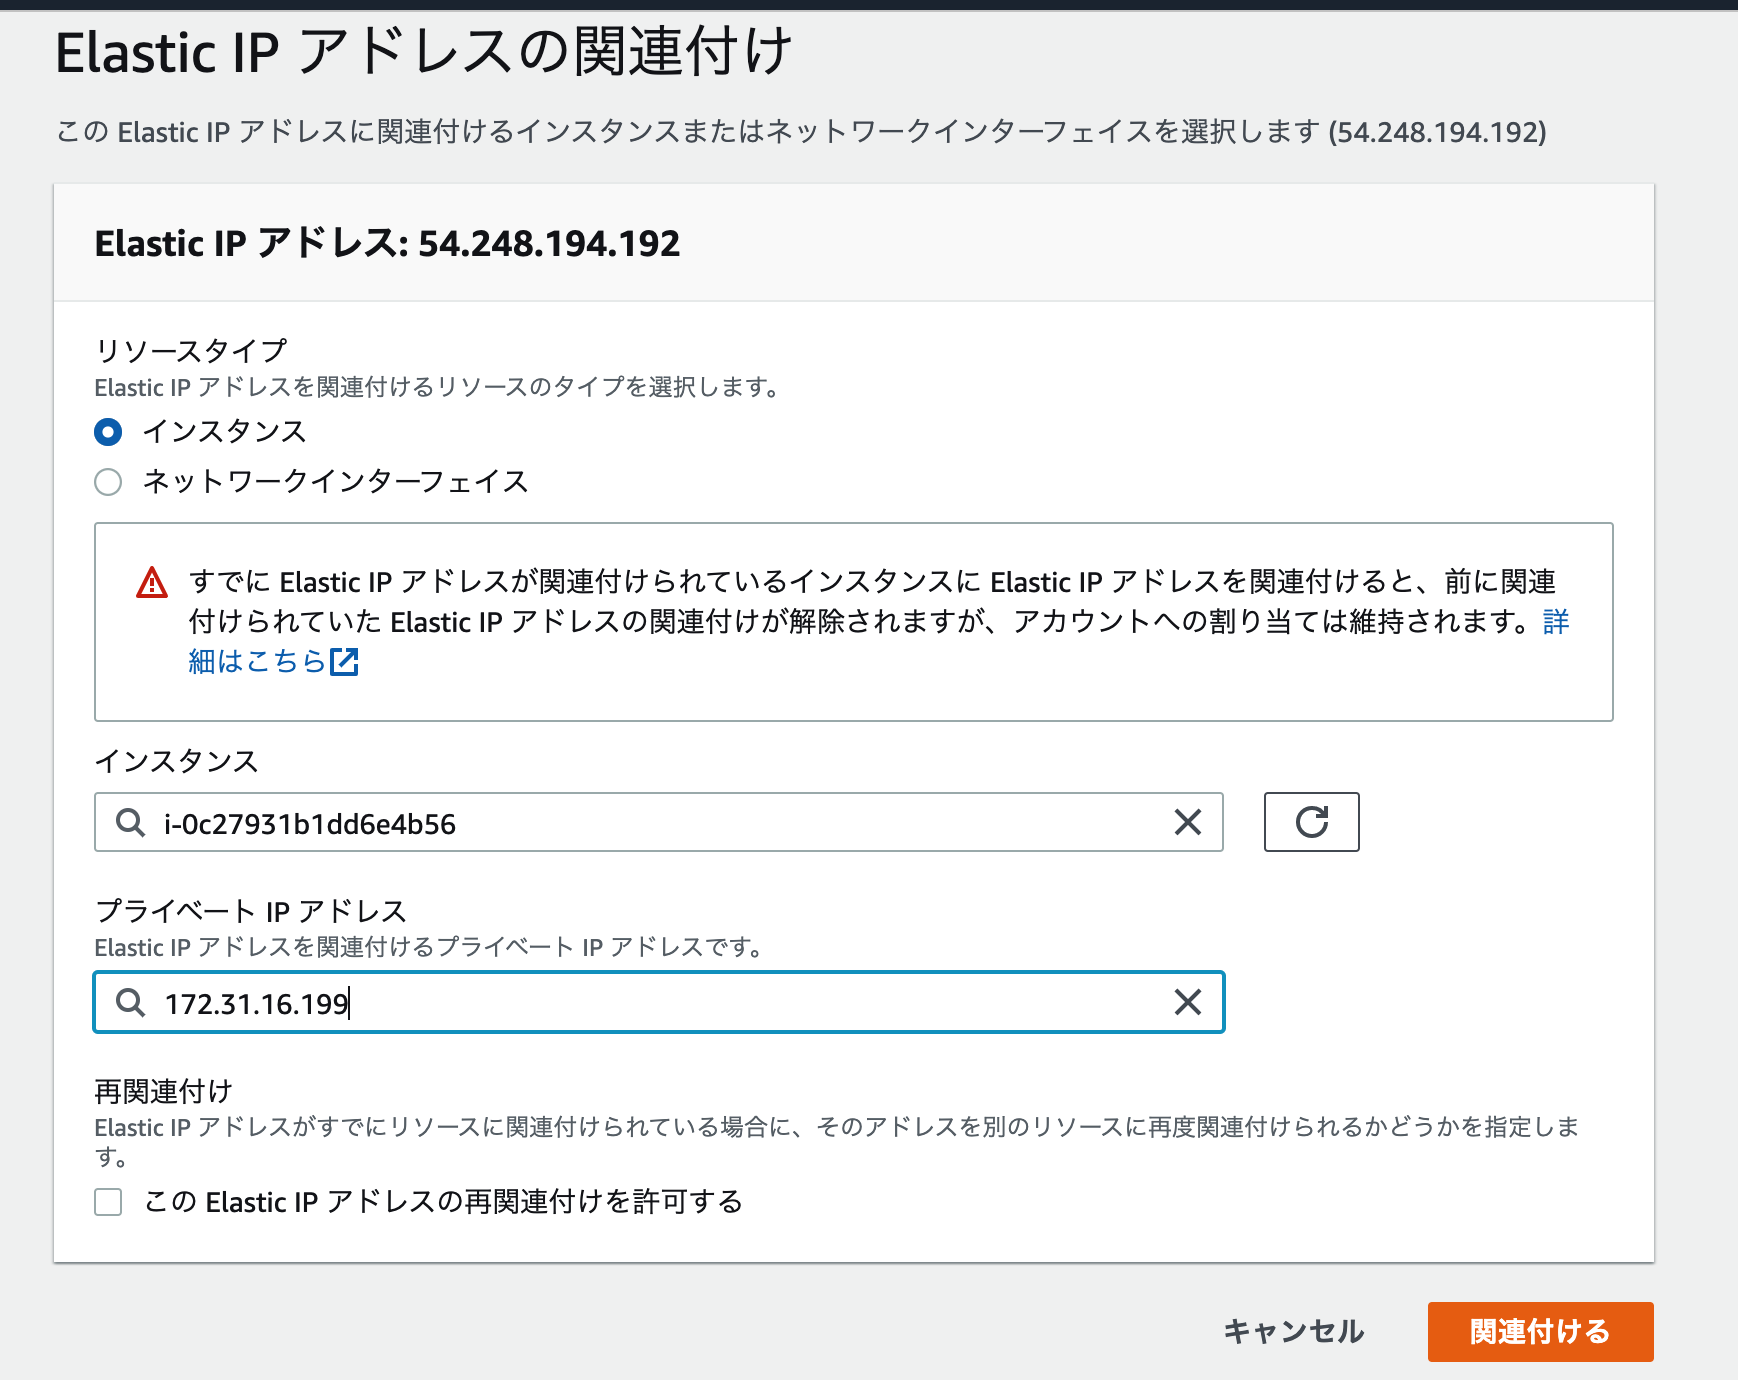 Elastic IP アドレスの関連付け
この Elastic IP アドレスに関連付けるインスタンスまたはネットワークインターフェイスを選択します (54.248.194.192)
Elastic IP アドレス: 54.248.194.192
リソースタイプ
Elastic IP アドレスを関連付けるリソースのタイプを選択します。
インスタンス
ネットワークインターフェイス
すでに Elastic IP アドレスが関連付けられているインスタンスに Elastic IP アドレスを関連付けると、前に関連
付けられていた Elastic IP アドレスの関連付けが解除されますが、アカウントへの割り当ては維持されます。詳
細はこちら
インスタンス
i-0c27931b1dd6e4b56
プライベート IP アドレス
Elastic IP アドレスを関連付けるプライベート IP アドレスです。
172.31.16.199
再関連付け
Elastic IP アドレスがすでにリソースに関連付けられている場合に、そのアドレスを別のリソースに再度関連付けられるかどうかを指定しま
す。
この Elastic IP アドレスの再関連付けを許可する
キャンセル
関連付ける